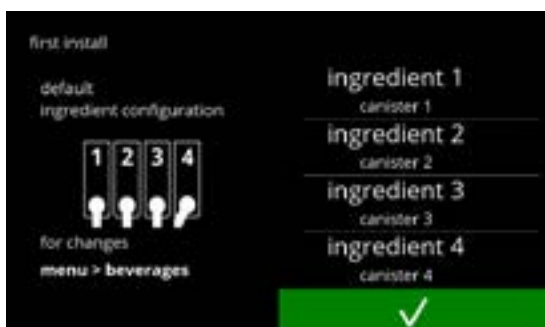 first install
default
ingredient configuration
1 2 3 4
for changes
menu > beverages
ingredient 1
canister 1
ingredient 2
canister 2
ingredient 3
canister 3
ingredient 4
canister 4